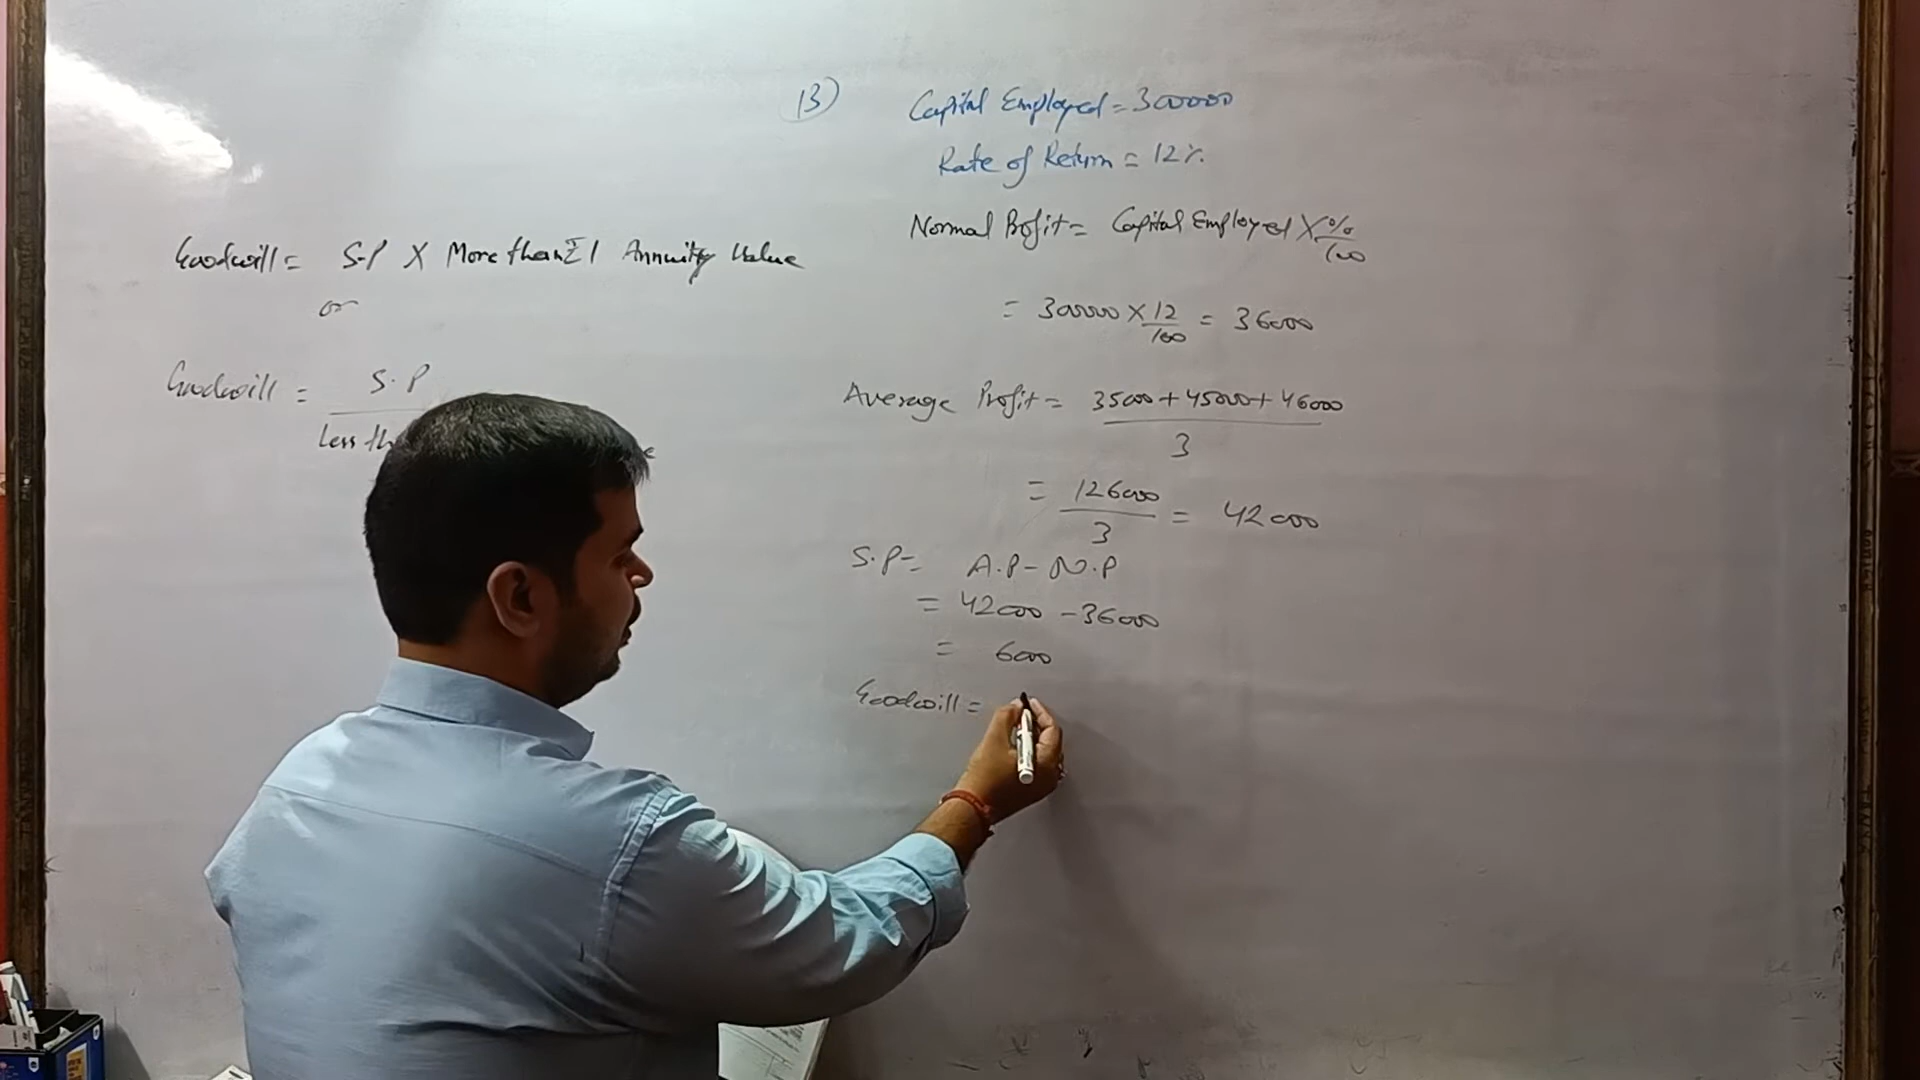 Goodwill = S.P X More than ₹1 Annuity Value
or
Goodwill = S.P
Less
13)
Capital Employed = 300000
Rate of Return = 12%
Normal Profit = Capital Employed X %/100
= 300000 X 12/100 = 36000
Average Profit = 35000 + 45000 + 46000
3
= 126000/3 = 42000
S.P = A.P - N.P
= 42000 - 36000
= 6000
Goodwill =